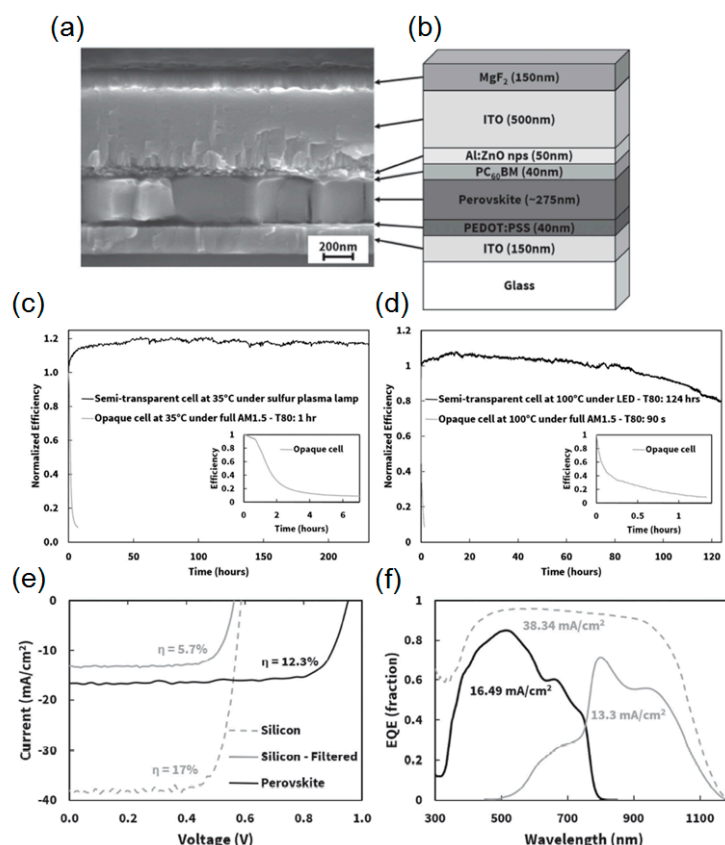 (a)
(b)
200nm
MgF₂ (150nm)
ITO (500nm)
Al:ZnO nps (50nm)
PC₆₀BM (40nm)
Perovskite (~275nm)
PEDOT:PSS (40nm)
ITO (150nm)
Glass
(c)
Normalized Efficiency
1.2
1
0.8
0.6
0.4
0.2
0
Semi-transparent cell at 35°C under sulfur plasma lamp
Opaque cell at 35°C under full AM1.5 - T80: 1 hr
Efficiency
1
0.8
0.6
0.4
0.2
0
Opaque cell
0 2 4 6
Time (hours)
0 50 100 150 200
Time (hours)
(d)
Normalized Efficiency
1.2
1
0.8
0.6
0.4
0.2
0
Semi-transparent cell at 100°C under LED - T80: 124 hrs
Opaque cell at 100°C under full AM1.5 - T80: 90 s
Efficiency
1
0.8
0.6
0.4
0.2
0
Opaque cell
0 0.5 1
Time (hours)
0 20 40 60 80 100 120
Time (hours)
(e)
Current (mA/cm²)
0
-10
-20
-30
-40
η = 5.7%
η = 12.3%
η = 17%
Silicon
Silicon - Filtered
Perovskite
0.0 0.2 0.4 0.6 0.8 1.0
Voltage (V)
(f)
EQE (fraction)
1
0.8
0.6
0.4
0.2
0
38.34 mA/cm²
16.49 mA/cm²
13.3 mA/cm²
300 500 700 900 1100
Wavelength (nm)